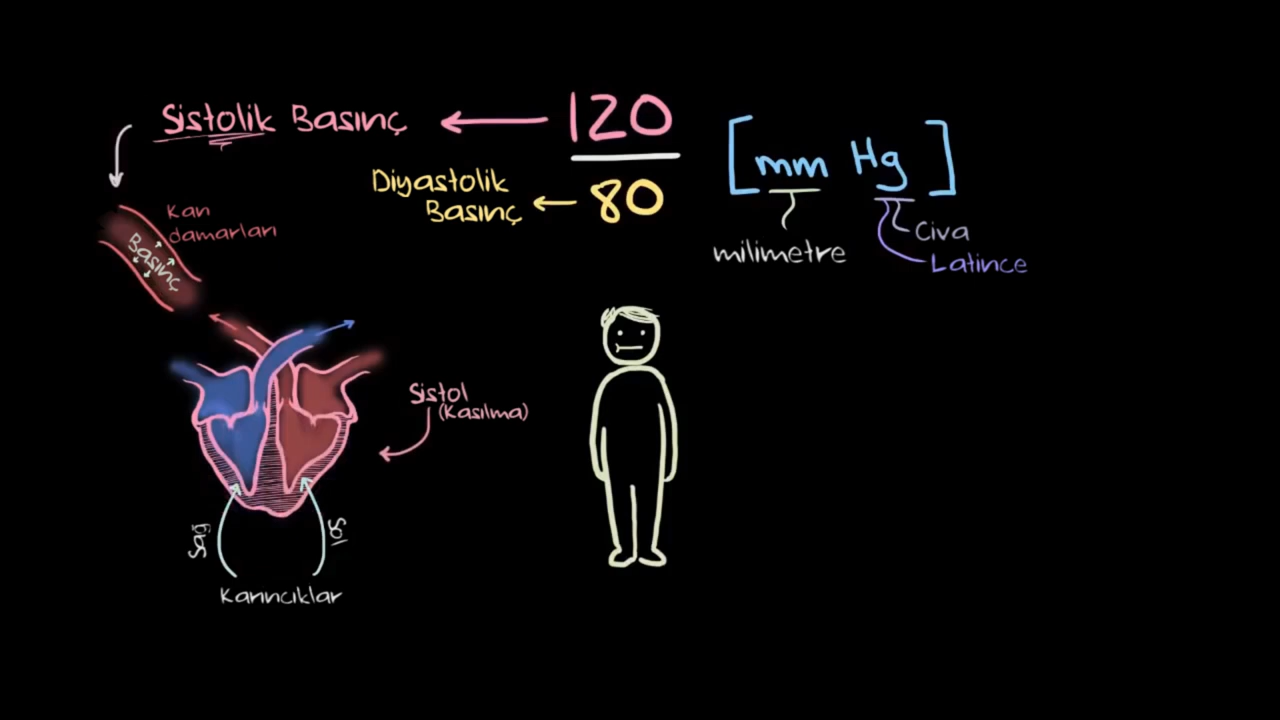 Sistolik Basınç
120
[mm Hg]
Diyastolik
Basınç
80
milimetre
Civa
Latince
Kan
damarları
Basınç
Sistol
(Kasılma)
Sağ
Sol
Karıncıklar